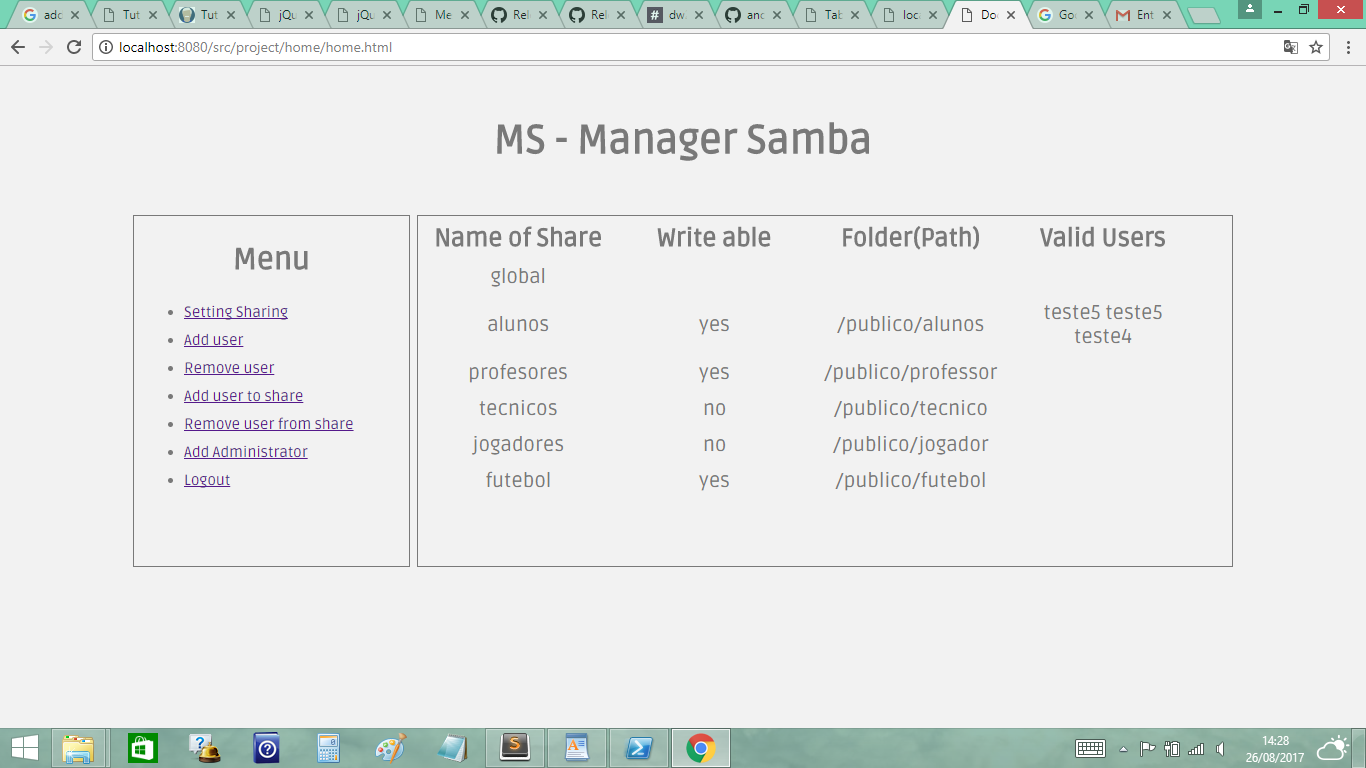 adc
Tut
Tut
jQu
jQu
Me
Rel
Rel
dw
anc
Tab
loca
Do
Goo
Ent
localhost:8080/src/project/home/home.html
MS - Manager Samba
Menu
Setting Sharing
Add user
Remove user
Add user to share
Remove user from share
Add Administrator
Logout
Name of Share Write able Folder(Path) Valid Users
global
alunos yes /publico/alunos teste5 teste5
teste4
profesores yes /publico/professor
tecnicos no /publico/tecnico
jogadores no /publico/jogador
futebol yes /publico/futebol
14:28
26/08/2017